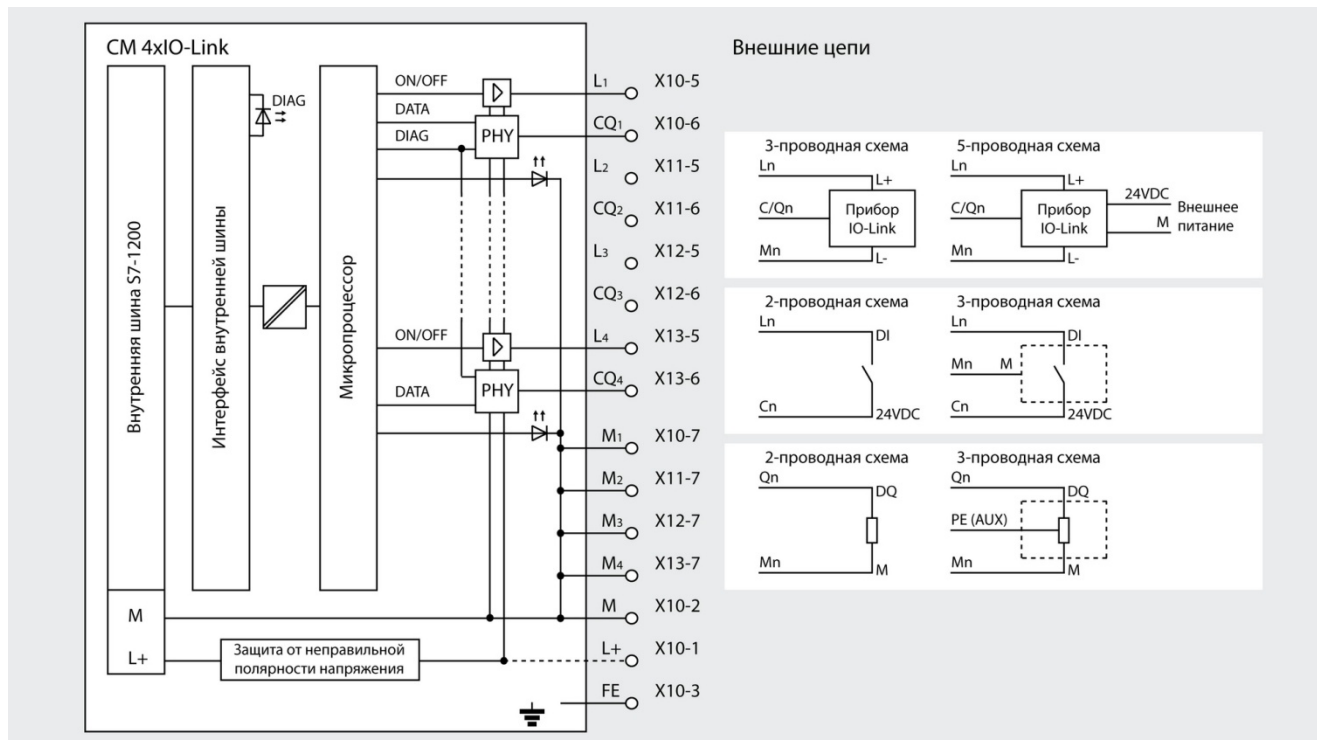 CM 4xIO-Link
Внешние цепи
Внутренняя шина S7-1200
Интерфейс внутренней шины
DIAG
Микропроцессор
ON/OFF
DATA
DIAG
PHY
ON/OFF
DATA
PHY
M
L+
Защита от неправильной
полярности напряжения
L1 X10-5
CQ1 X10-6
L2 X11-5
CQ2 X11-6
L3 X12-5
CQ3 X12-6
L4 X13-5
CQ4 X13-6
M1 X10-7
M2 X11-7
M3 X12-7
M4 X13-7
M X10-2
L+ X10-1
FE X10-3
3-проводная схема
Ln
L+
C/Qn
Прибор
IO-Link
Mn
L-
5-проводная схема
Ln
L+
24VDC
C/Qn
Прибор
IO-Link
Внешнее
M питание
Mn
L-
2-проводная схема
Ln
DI
Cn
24VDC
3-проводная схема
Ln
DI
Mn M
Cn
24VDC
2-проводная схема
Qn
DQ
Mn
M
3-проводная схема
Qn
DQ
PE (AUX)
Mn
M